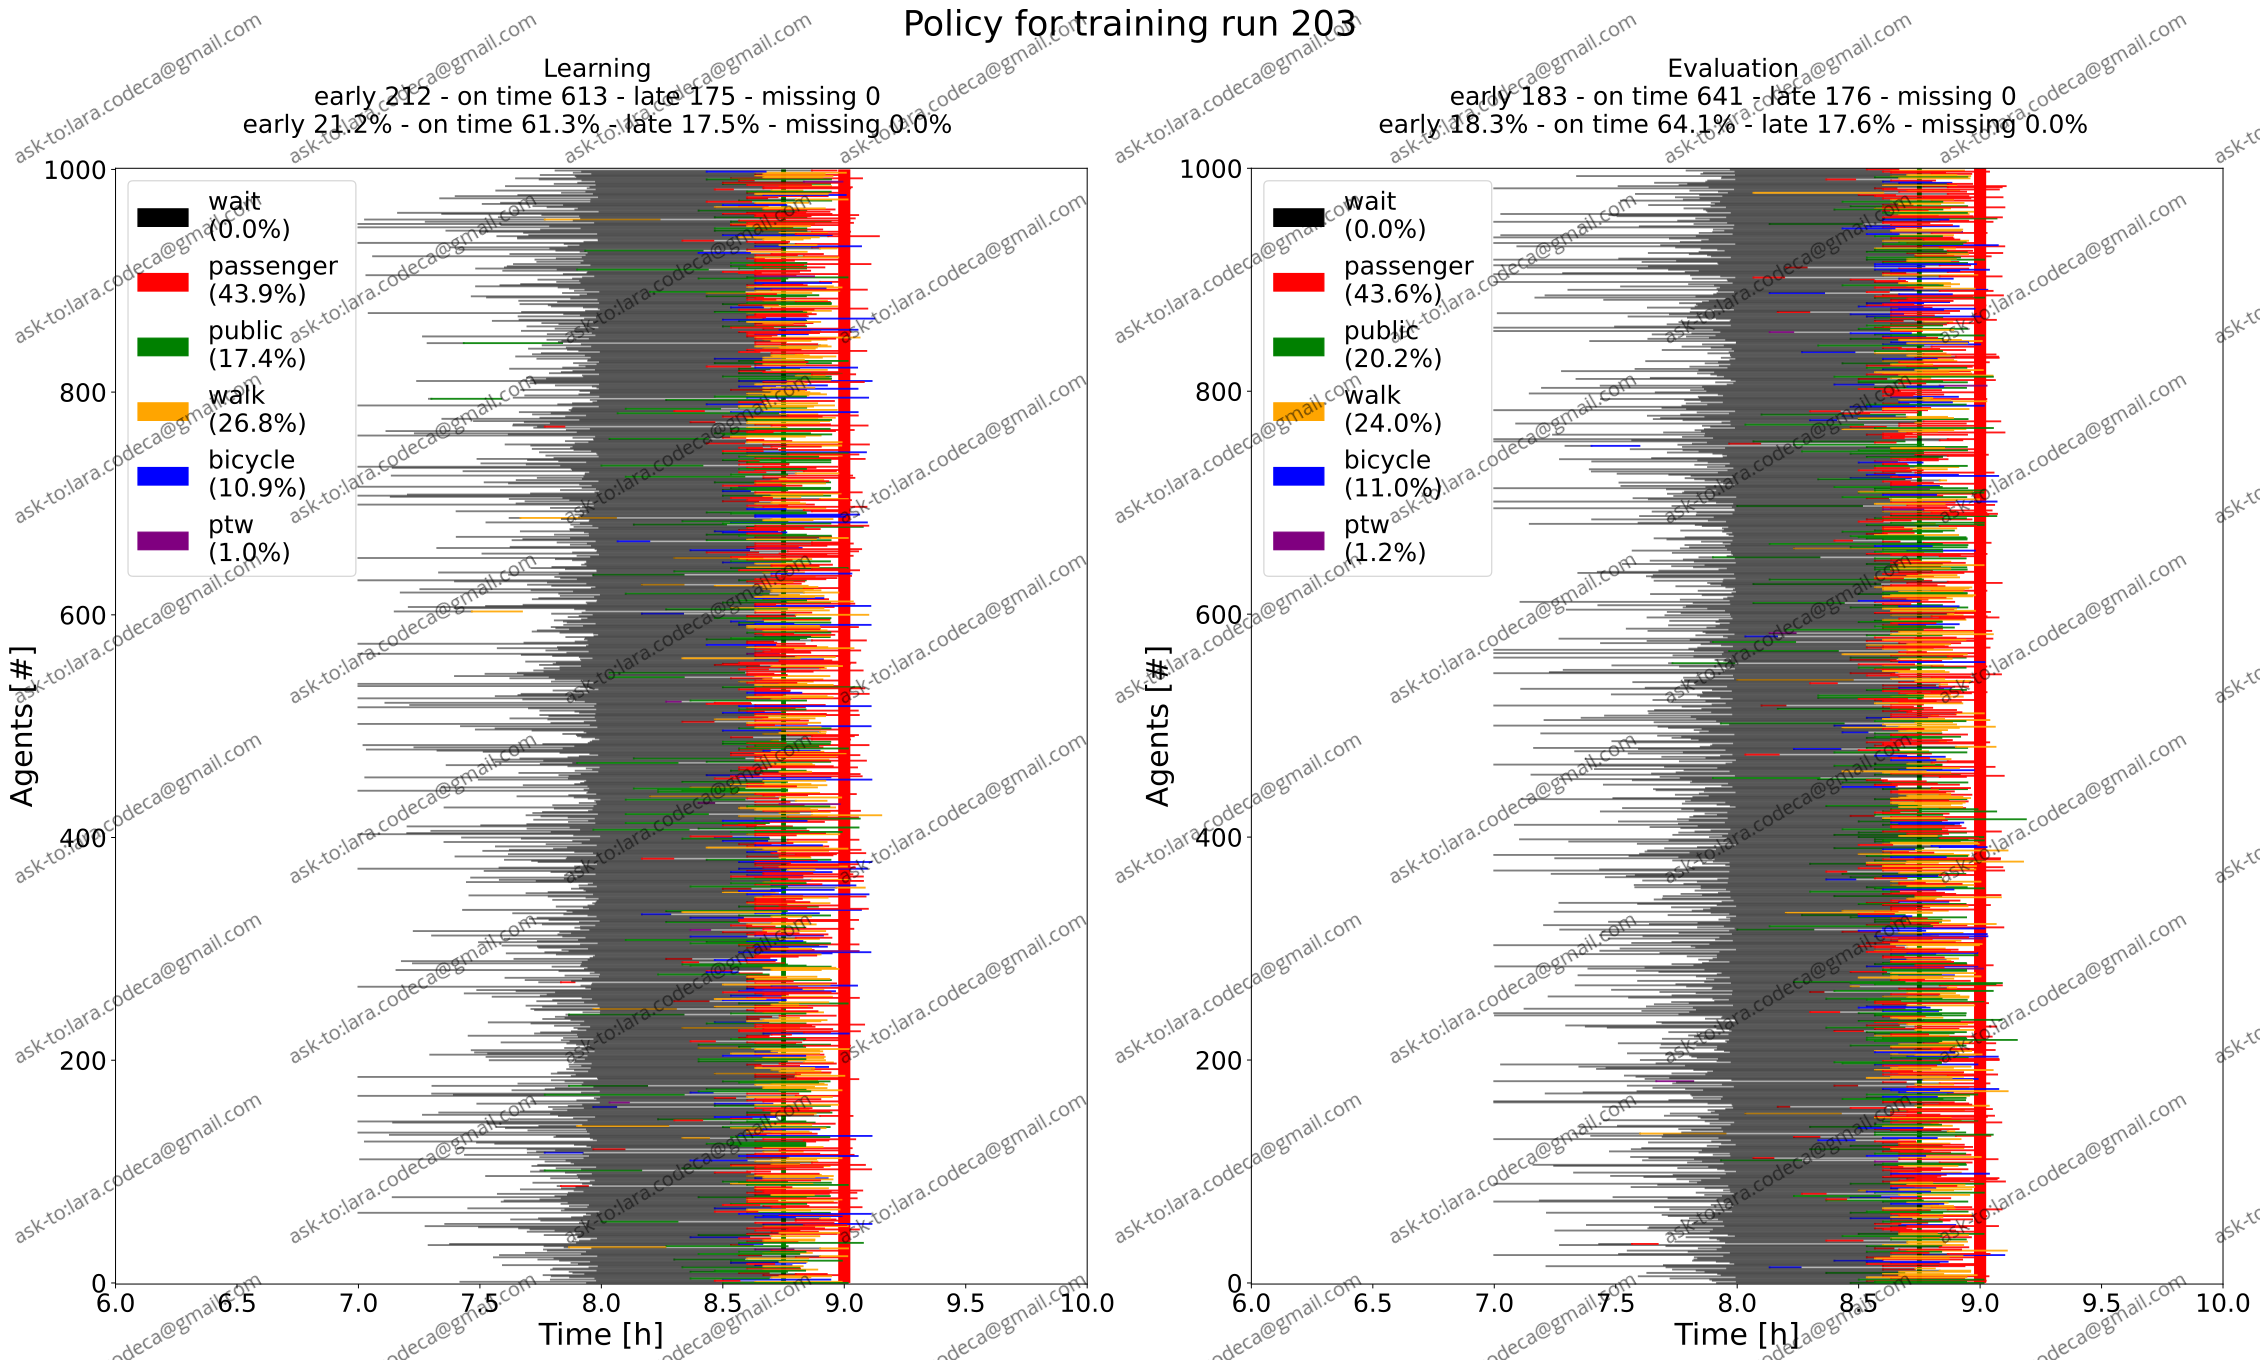 Policy for training run 203
Learning
early 212 - on time 613 - late 175 - missing 0
early 21.2% - on time 61.3% - late 17.5% - missing 0.0%
1000
800
600
400
200
0
Agents [#]
wait
(0.0%)
passenger
(43.9%)
public
(17.4%)
walk
(26.8%)
bicycle
(10.9%)
ptw
(1.0%)
6.0 6.5 7.0 7.5 8.0 8.5 9.0 9.5 10.0
Time [h]
Evaluation
early 183 - on time 641 - late 176 - missing 0
early 18.3% - on time 64.1% - late 17.6% - missing 0.0%
1000
800
600
400
200
0
Agents [#]
wait
(0.0%)
passenger
(43.6%)
public
(20.2%)
walk
(24.0%)
bicycle
(11.0%)
ptw
(1.2%)
6.0 6.5 7.0 7.5 8.0 8.5 9.0 9.5 10.0
Time [h]
ask-to:lara.codeca@gmail.com